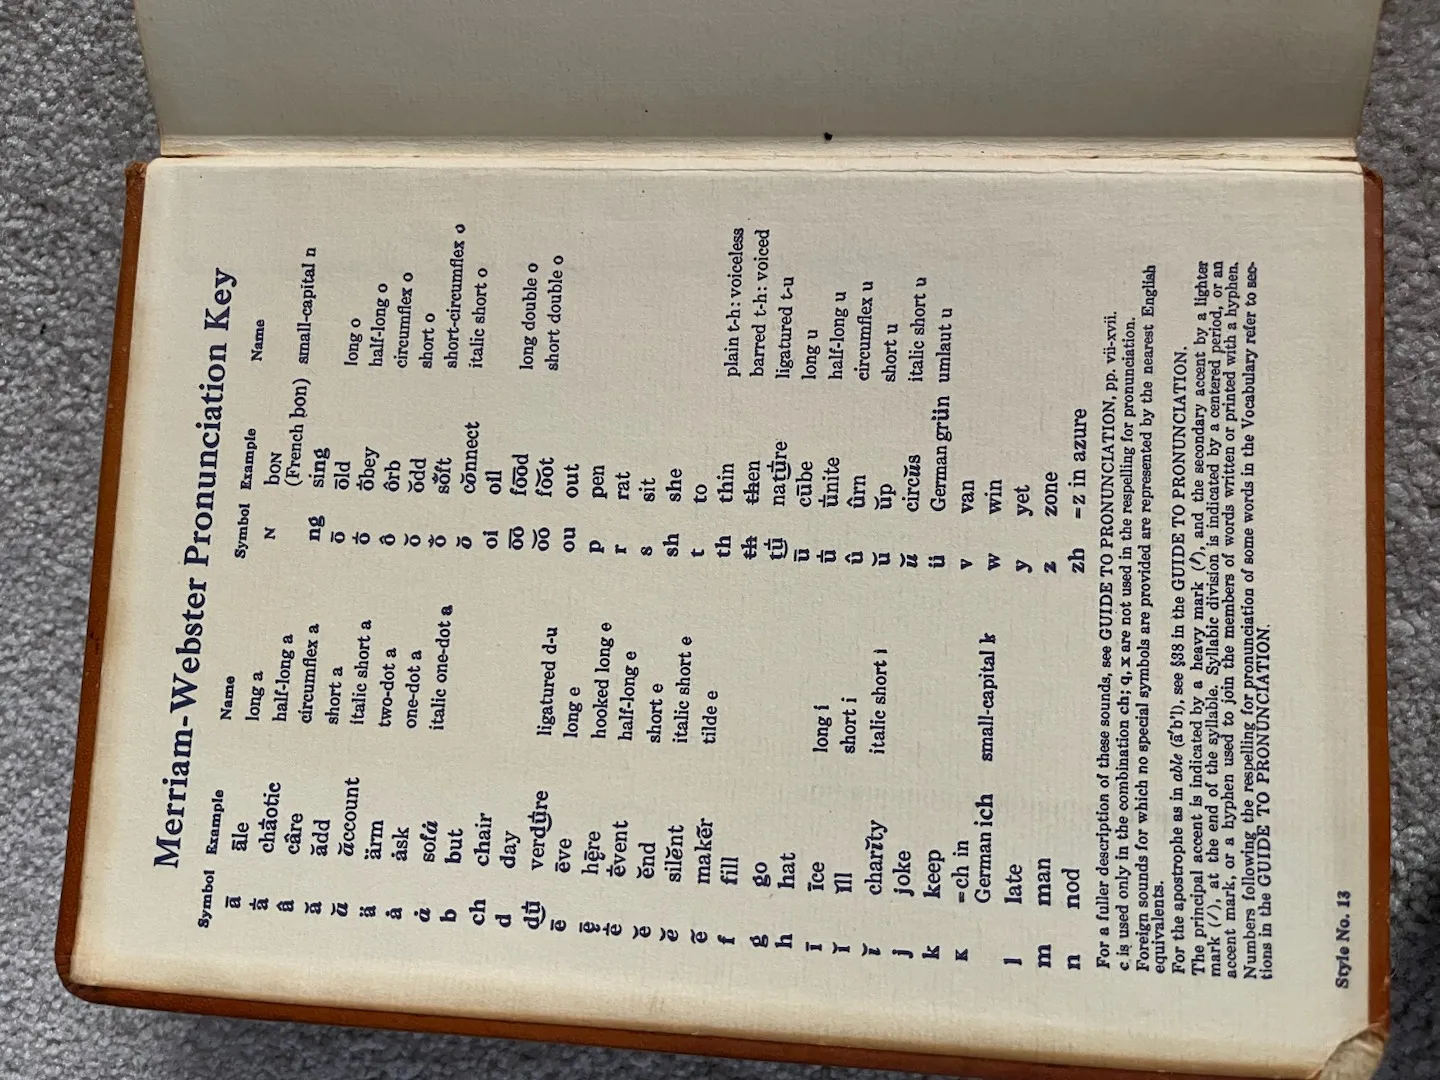 Merriam-Webster Pronunciation Key
Symbol Example Name
ā āle long a
ǡ chǡotic half-long a
â câre circumflex a
ă ădd short a
ă ăccount italic short a
ä ärm two-dot a
ȧ ȧsk one-dot a
ȧ sofȧ italic one-dot a
b but
ch chair
d day
dū̇ verdū̇re ligatured d-u
ē ēve long e
ē̦ hē̦re hooked long e
ė̄ ė̄vent half-long e
ĕ ĕnd short e
ĕ silĕnt italic short e
ẽ makẽr tilde e
f fill
g go
h hat
ī īce long i
ĭ ĭll short i
ĭ charĭty italic short i
j joke
k keep
ᴋ =ch in small-capital k
German ich
l late
m man
n nod
Symbol Example Name
ɴ boɴ small-capital n
(French bon)
ng sing
ō ōld long o
ȱ ȱbey half-long o
ô ôrb circumflex o
ŏ ŏdd short o
ŏ̂ sŏ̂ft short-circumflex o
ŏ cŏnnect italic short o
oi oil
o͞o fo͞od long double o
o͝o fo͝ot short double o
ou out
p pen
r rat
s sit
sh she
t to
th thin plain t-h: voiceless
th then barred t-h: voiced
tū̇ natū̇re ligatured t-u
ū cūbe long u
ū̇ ū̇nite half-long u
û ûrn circumflex u
ŭ ŭp short u
ŭ circŭs italic short u
ü German grün umlaut u
v van
w win
y yet
z zone
zh =z in azure
For a fuller description of these sounds, see GUIDE TO PRONUNCIATION, pp. vii-xvii.
c is used only in the combination ch; q, x are not used in the respelling for pronunciation.
Foreign sounds for which no special symbols are provided are represented by the nearest English
equivalents.
For the apostrophe as in able (ā′b'l), see §38 in the GUIDE TO PRONUNCIATION.
The principal accent is indicated by a heavy mark (′), and the secondary accent by a lighter
mark (′), at the end of the syllable. Syllabic division is indicated by a centered period, or an
accent mark, or a hyphen used to join the members of words written or printed with a hyphen.
Numbers following the respelling for pronunciation of some words in the Vocabulary refer to sec-
tions in the GUIDE TO PRONUNCIATION.
Style No. 13